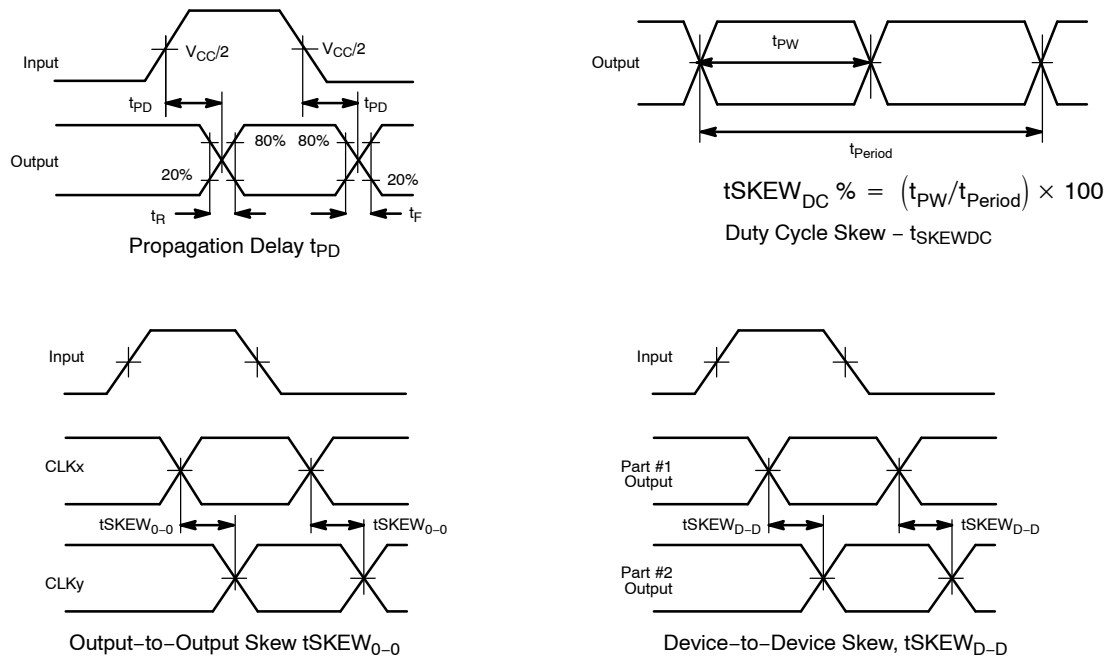 Input
V_CC/2
V_CC/2
t_PD
t_PD
Output
80%
80%
20%
20%
t_R
t_F
Propagation Delay t_PD
Output
t_PW
t_Period
tSKEW_DC % = (t_PW/t_Period) × 100
Duty Cycle Skew − t_SKEWDC
Input
CLKx
tSKEW_0−0
tSKEW_0−0
CLKy
Output−to−Output Skew tSKEW_0−0
Input
Part #1
Output
tSKEW_D−D
tSKEW_D−D
Part #2
Output
Device−to−Device Skew, tSKEW_D−D